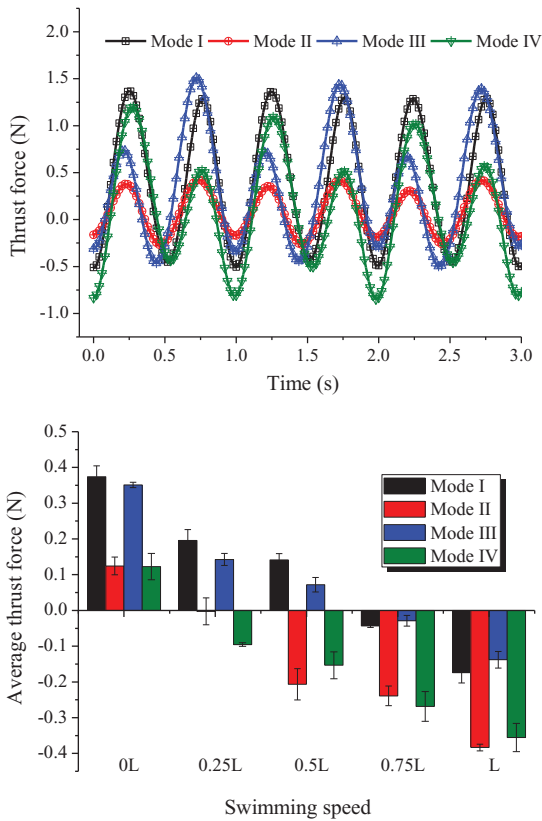 Mode I Mode II Mode III Mode IV
2.0
1.5
1.0
0.5
0.0
-0.5
-1.0
Thrust force (N)
0.0 0.5 1.0 1.5 2.0 2.5 3.0
Time (s)
0.5
0.4
0.3
0.2
0.1
0.0
-0.1
-0.2
-0.3
-0.4
Average thrust force (N)
Mode I
Mode II
Mode III
Mode IV
0L 0.25L 0.5L 0.75L L
Swimming speed